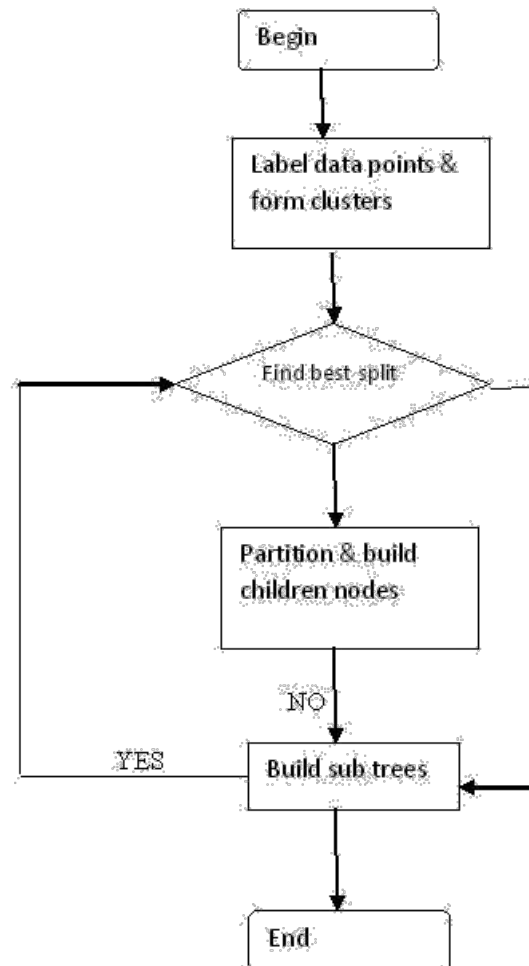 Begin
Label data points &
form clusters
Find best split
Partition & build
children nodes
NO
YES
Build sub trees
End